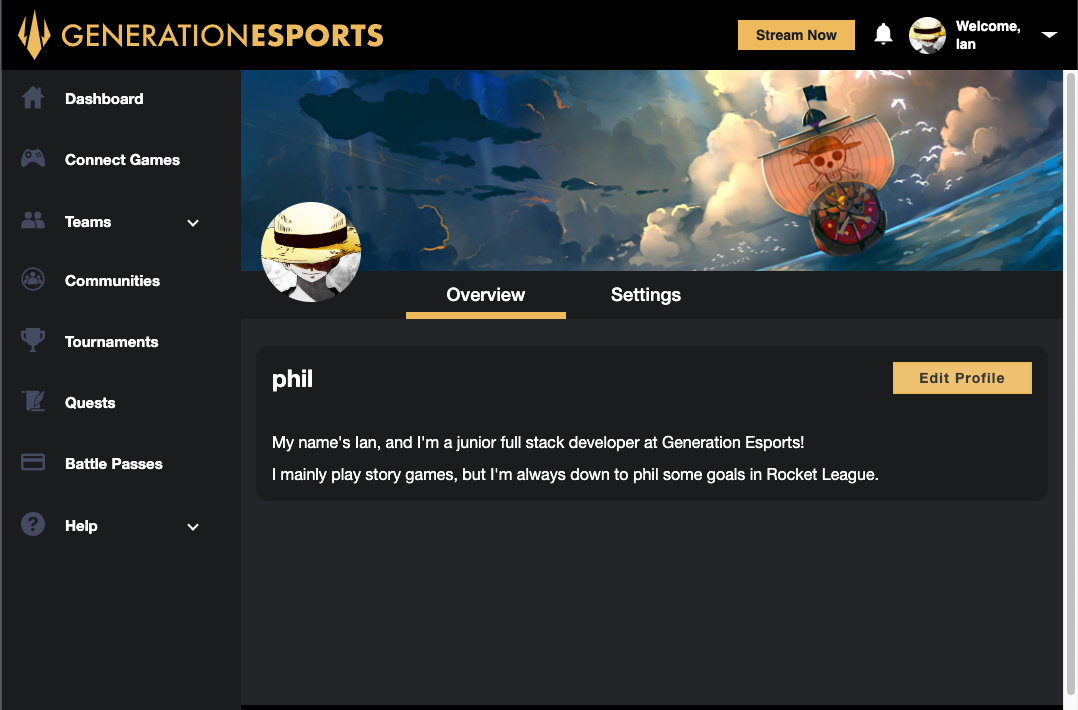 GENERATIONESPORTS
Stream Now
Welcome,
Ian
Dashboard
Connect Games
Teams
Communities
Tournaments
Quests
Battle Passes
Help
Overview
Settings
phil
Edit Profile
My name's Ian, and I'm a junior full stack developer at Generation Esports!
I mainly play story games, but I'm always down to phil some goals in Rocket League.